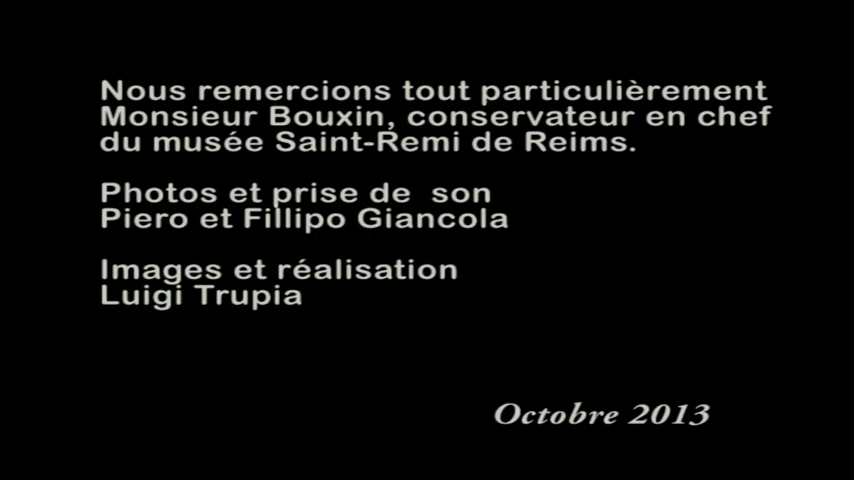 Nous remercions tout particulièrement
Monsieur Bouxin, conservateur en chef
du musée Saint-Remi de Reims.
Photos et prise de  son
Piero et Fillipo Giancola
Images et réalisation
Luigi Trupia
Octobre 2013